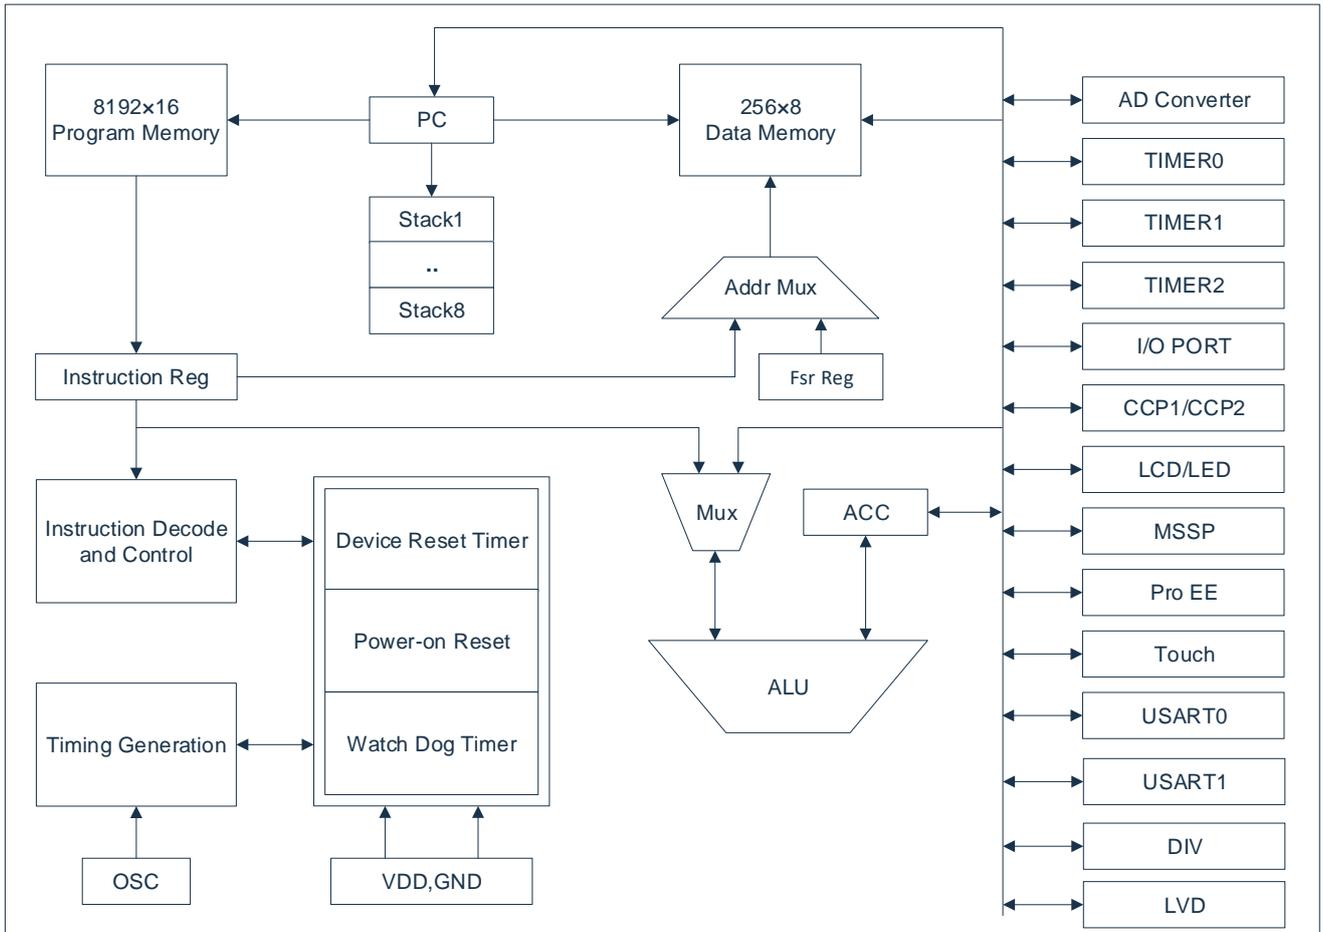 8192×16
Program Memory
PC
256×8
Data Memory
AD Converter
TIMER0
TIMER1
TIMER2
I/O PORT
CCP1/CCP2
LCD/LED
MSSP
Pro EE
Touch
USART0
USART1
DIV
LVD
Stack1
..
Stack8
Addr Mux
Instruction Reg
Fsr Reg
Instruction Decode
and Control
Device Reset Timer
Power-on Reset
Watch Dog Timer
Mux
ACC
ALU
Timing Generation
OSC
VDD,GND